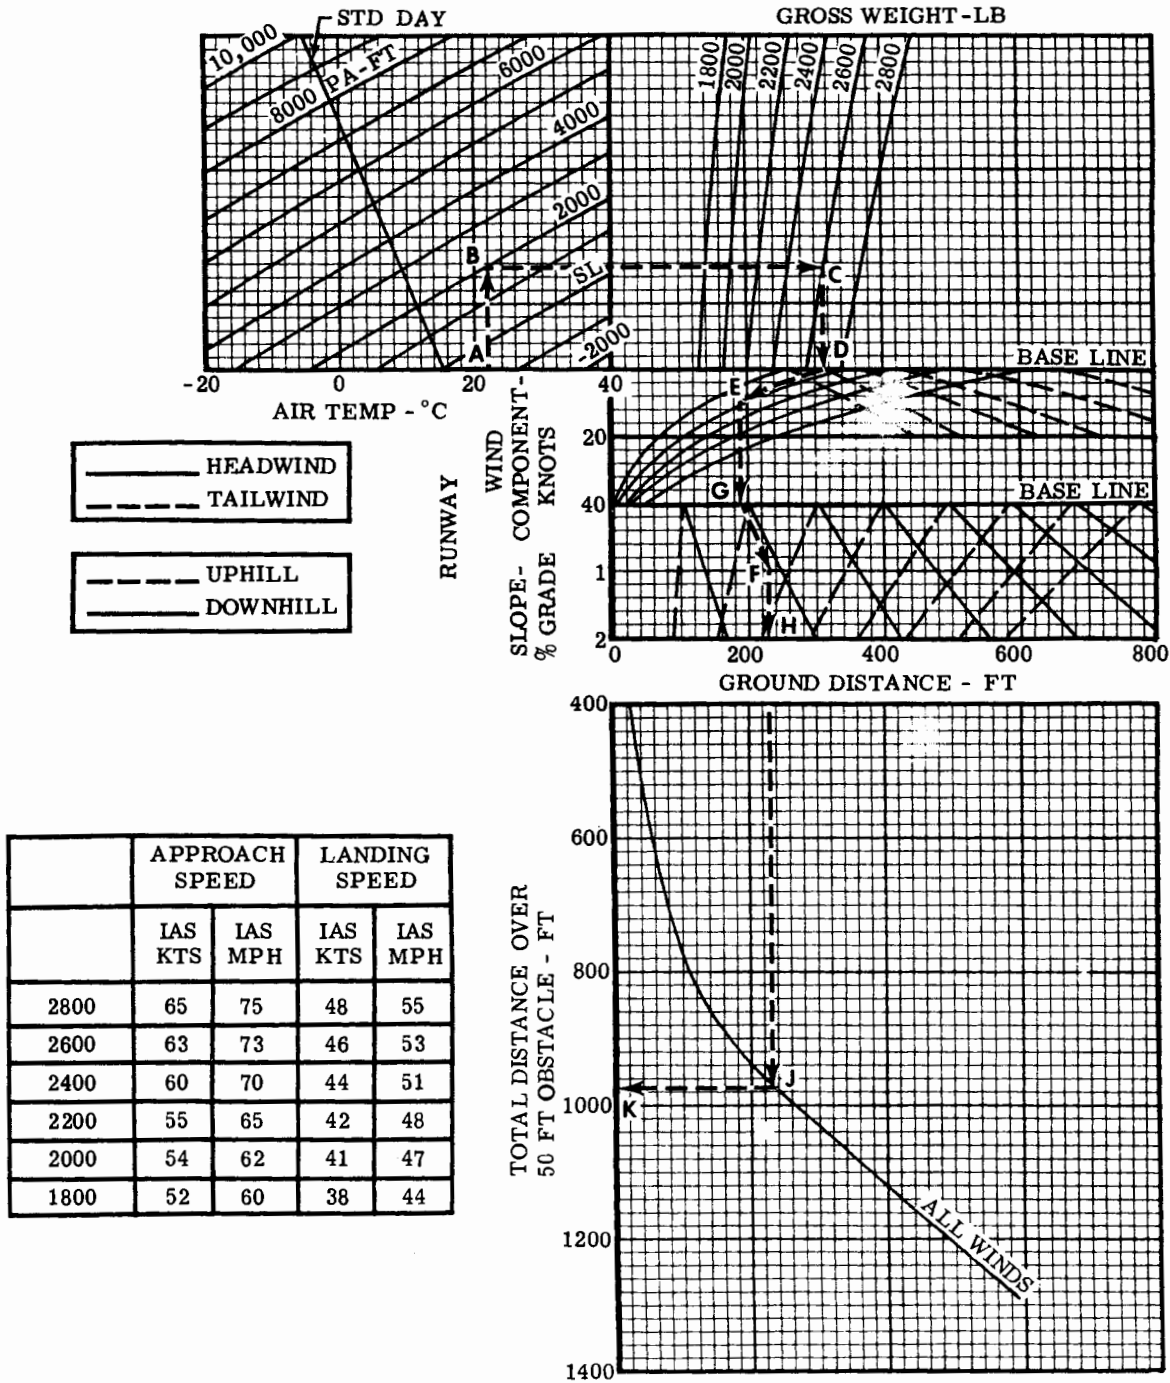 STD DAY
GROSS WEIGHT-LB
10,000
8000 PA-FT
6000
4000
2000
SL
-2000
1800
2000
2200
2400
2600
2800
B
A
C
D
BASE LINE
-20 0 20 40
AIR TEMP - °C
HEADWIND
TAILWIND
UPHILL
DOWNHILL
RUNWAY
SLOPE-
% GRADE
WIND
COMPONENT-
KNOTS
E
20
G
40
BASE LINE
F
1
H
2
0 200 400 600 800
GROUND DISTANCE - FT
400
600
800
1000
1200
1400
TOTAL DISTANCE OVER
50 FT OBSTACLE - FT
J
K
ALL WINDS
APPROACH SPEED LANDING SPEED
IAS KTS IAS MPH IAS KTS IAS MPH
2800 65 75 48 55
2600 63 73 46 53
2400 60 70 44 51
2200 55 65 42 48
2000 54 62 41 47
1800 52 60 38 44